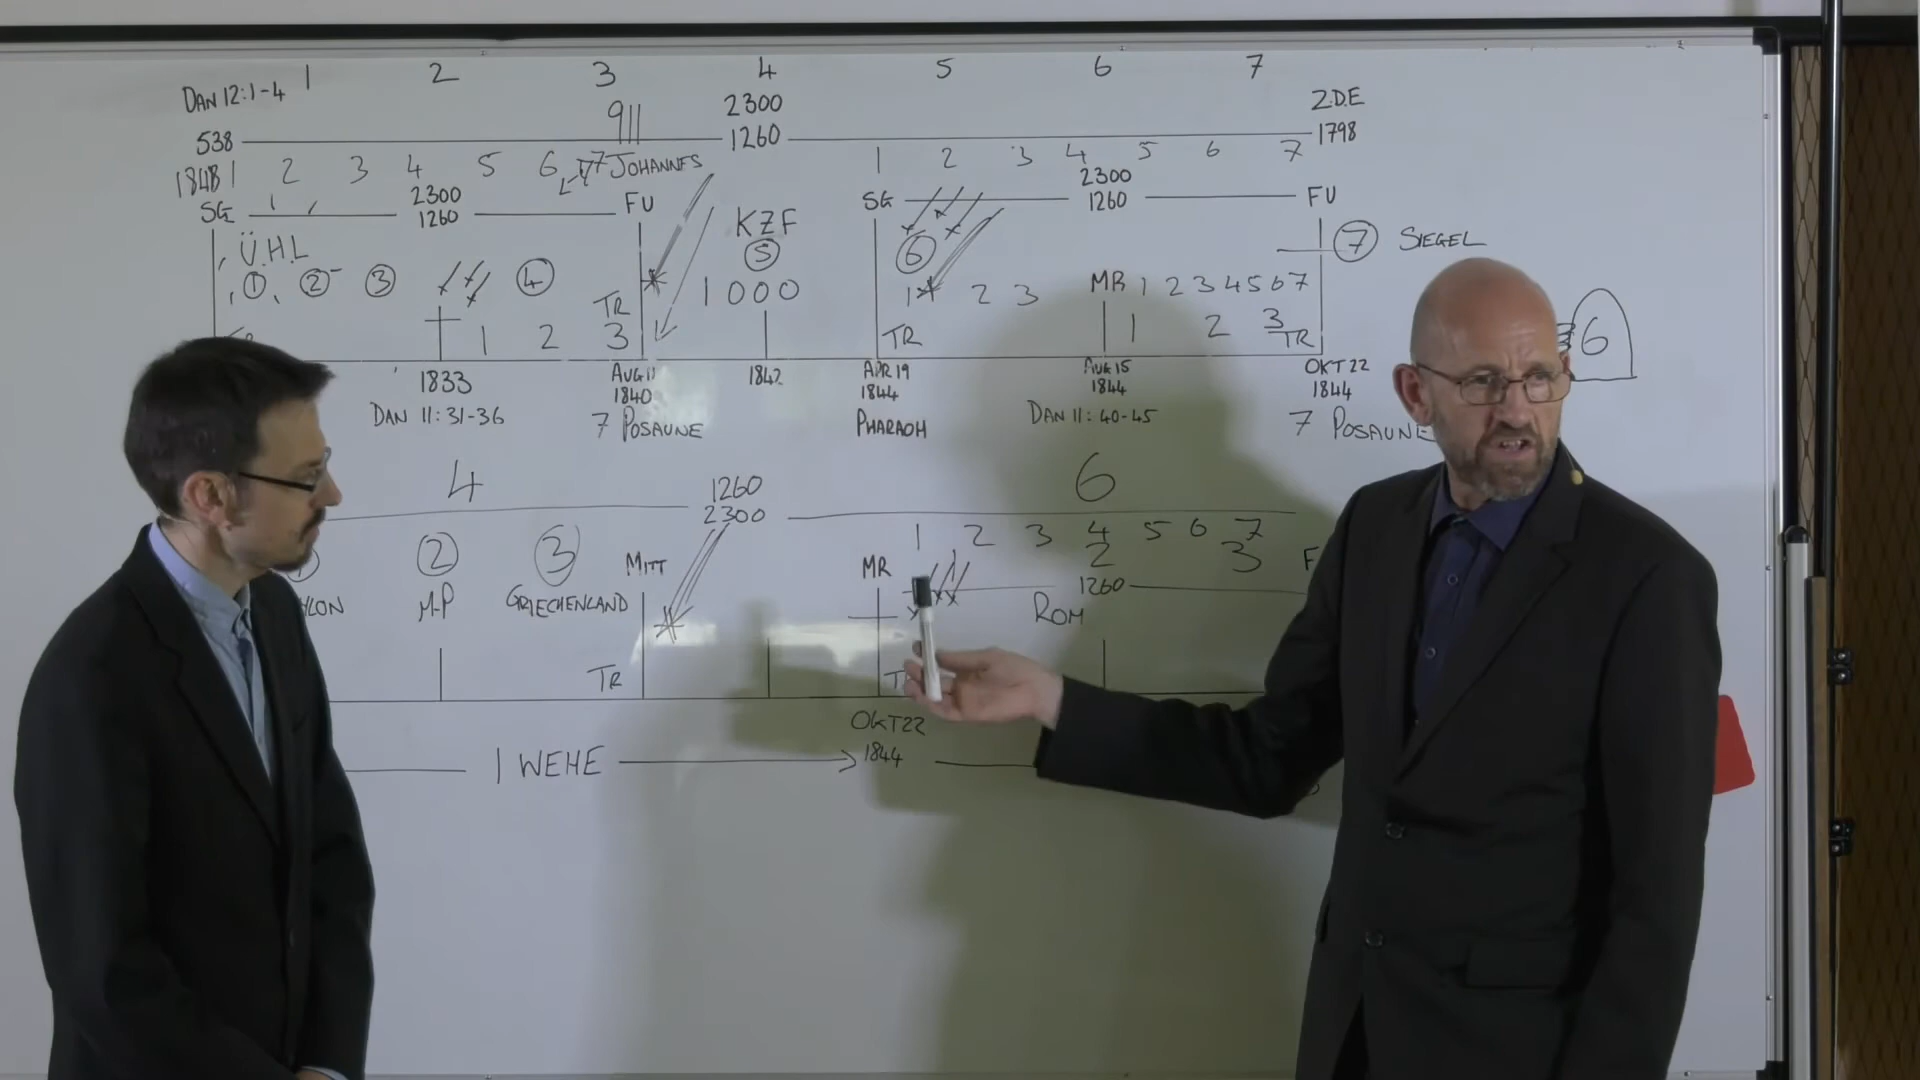 1 2 3 4 5 6 7
DAN 12:1-4 911 2300 Z.D.E
538 1260 1798
1848 1 2 3 4 5 6 7 JOHANNES 1 2 3 4 5 6 7
2300 2300
SG 1260 FU KZF SG 1260 FU
Ü.H.L 5 6 7 SIEGEL
1 2 3 4 TR 1000 1 2 3 MR 1 2 3 4 5 6 7
1 2 3 TR 1 2 3 TR 6
1833 AUG 11 1842 APR 19 AUG 15 OKT 22
1840 1844 1844 1844
DAN 11:31-36 7 POSAUNE PHARAOH DAN 11:40-45 7 POSAUNE
4 1260 6
2300 1 2 3 4 5 6 7
2 3 MITT MR 2 3
1260
M-P GRIECHENLAND ROM
TR
OKT 22
1 WEHE 1844